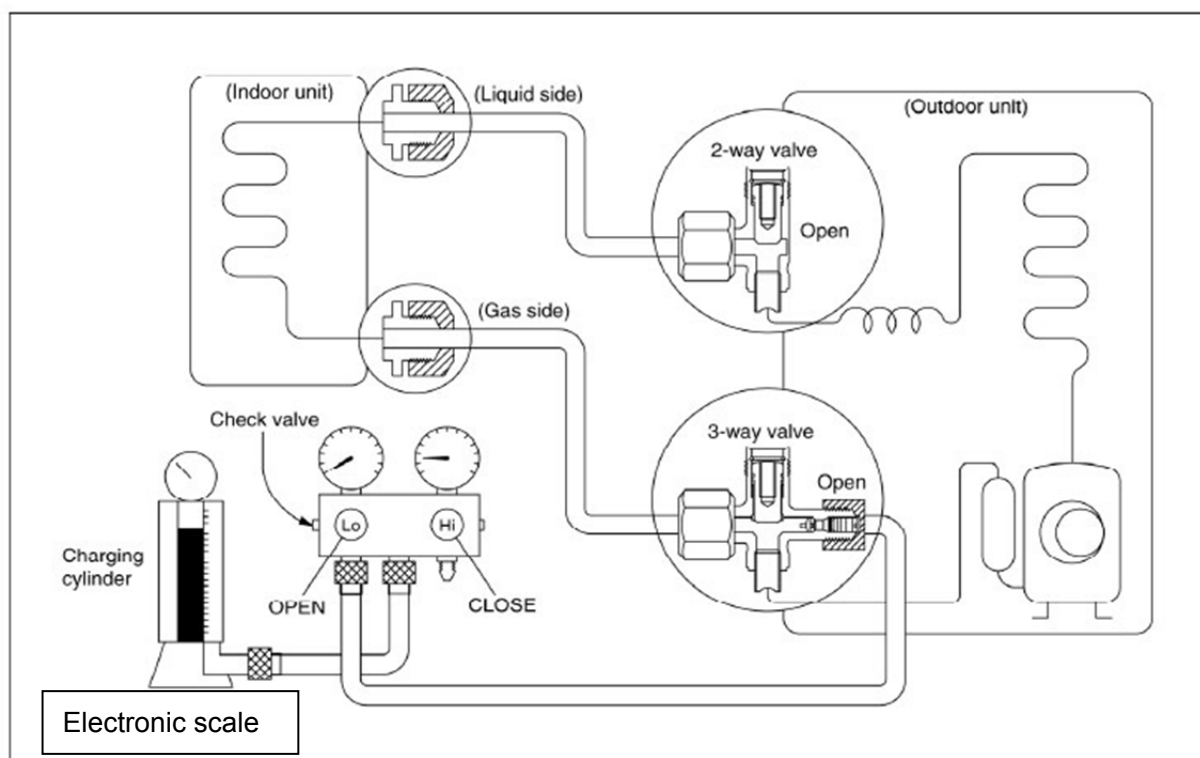 (Indoor unit)
(Liquid side)
(Outdoor unit)
2-way valve
Open
(Gas side)
Check valve
3-way valve
Open
Lo
Hi
Charging
cylinder
OPEN
CLOSE
Electronic scale